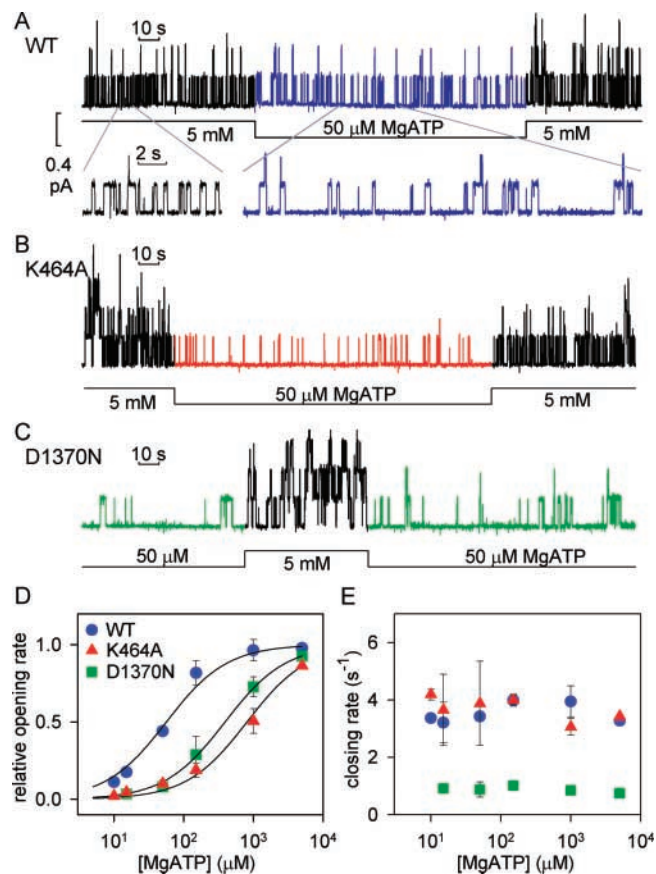 A
10 s
WT
5 mM
50 μM MgATP
5 mM
0.4
pA
2 s
B
10 s
K464A
5 mM
50 μM MgATP
5 mM
C
10 s
D1370N
50 μM
5 mM
50 μM MgATP
D
E
WT
K464A
D1370N
relative opening rate
1.0
0.5
0.0
10¹ 10² 10³ 10⁴
[MgATP] (μM)
closing rate (s⁻¹)
6
4
2
0
10¹ 10² 10³ 10⁴
[MgATP] (μM)